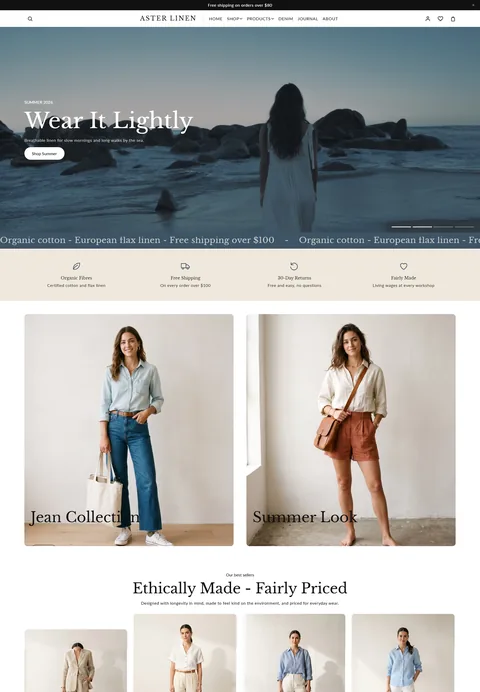 Free shipping on orders over $80
ASTER LINEN
HOME SHOP PRODUCTS DENIM JOURNAL ABOUT
SUMMER 2026
Wear It Lightly
Breathable linen for slow mornings and long walks by the sea.
Shop Summer
Organic cotton - European flax linen - Free shipping over $100 - Organic cotton - European flax linen - Fre
Organic Fibres
Certified cotton and flax linen
Free Shipping
On every order over $100
30-Day Returns
Free and easy, no questions
Fairly Made
Living wages at every workshop
Jean Collection
Summer Look
Our best sellers
Ethically Made - Fairly Priced
Designed with longevity in mind, made to feel kind on the environment, and priced for everyday wear.